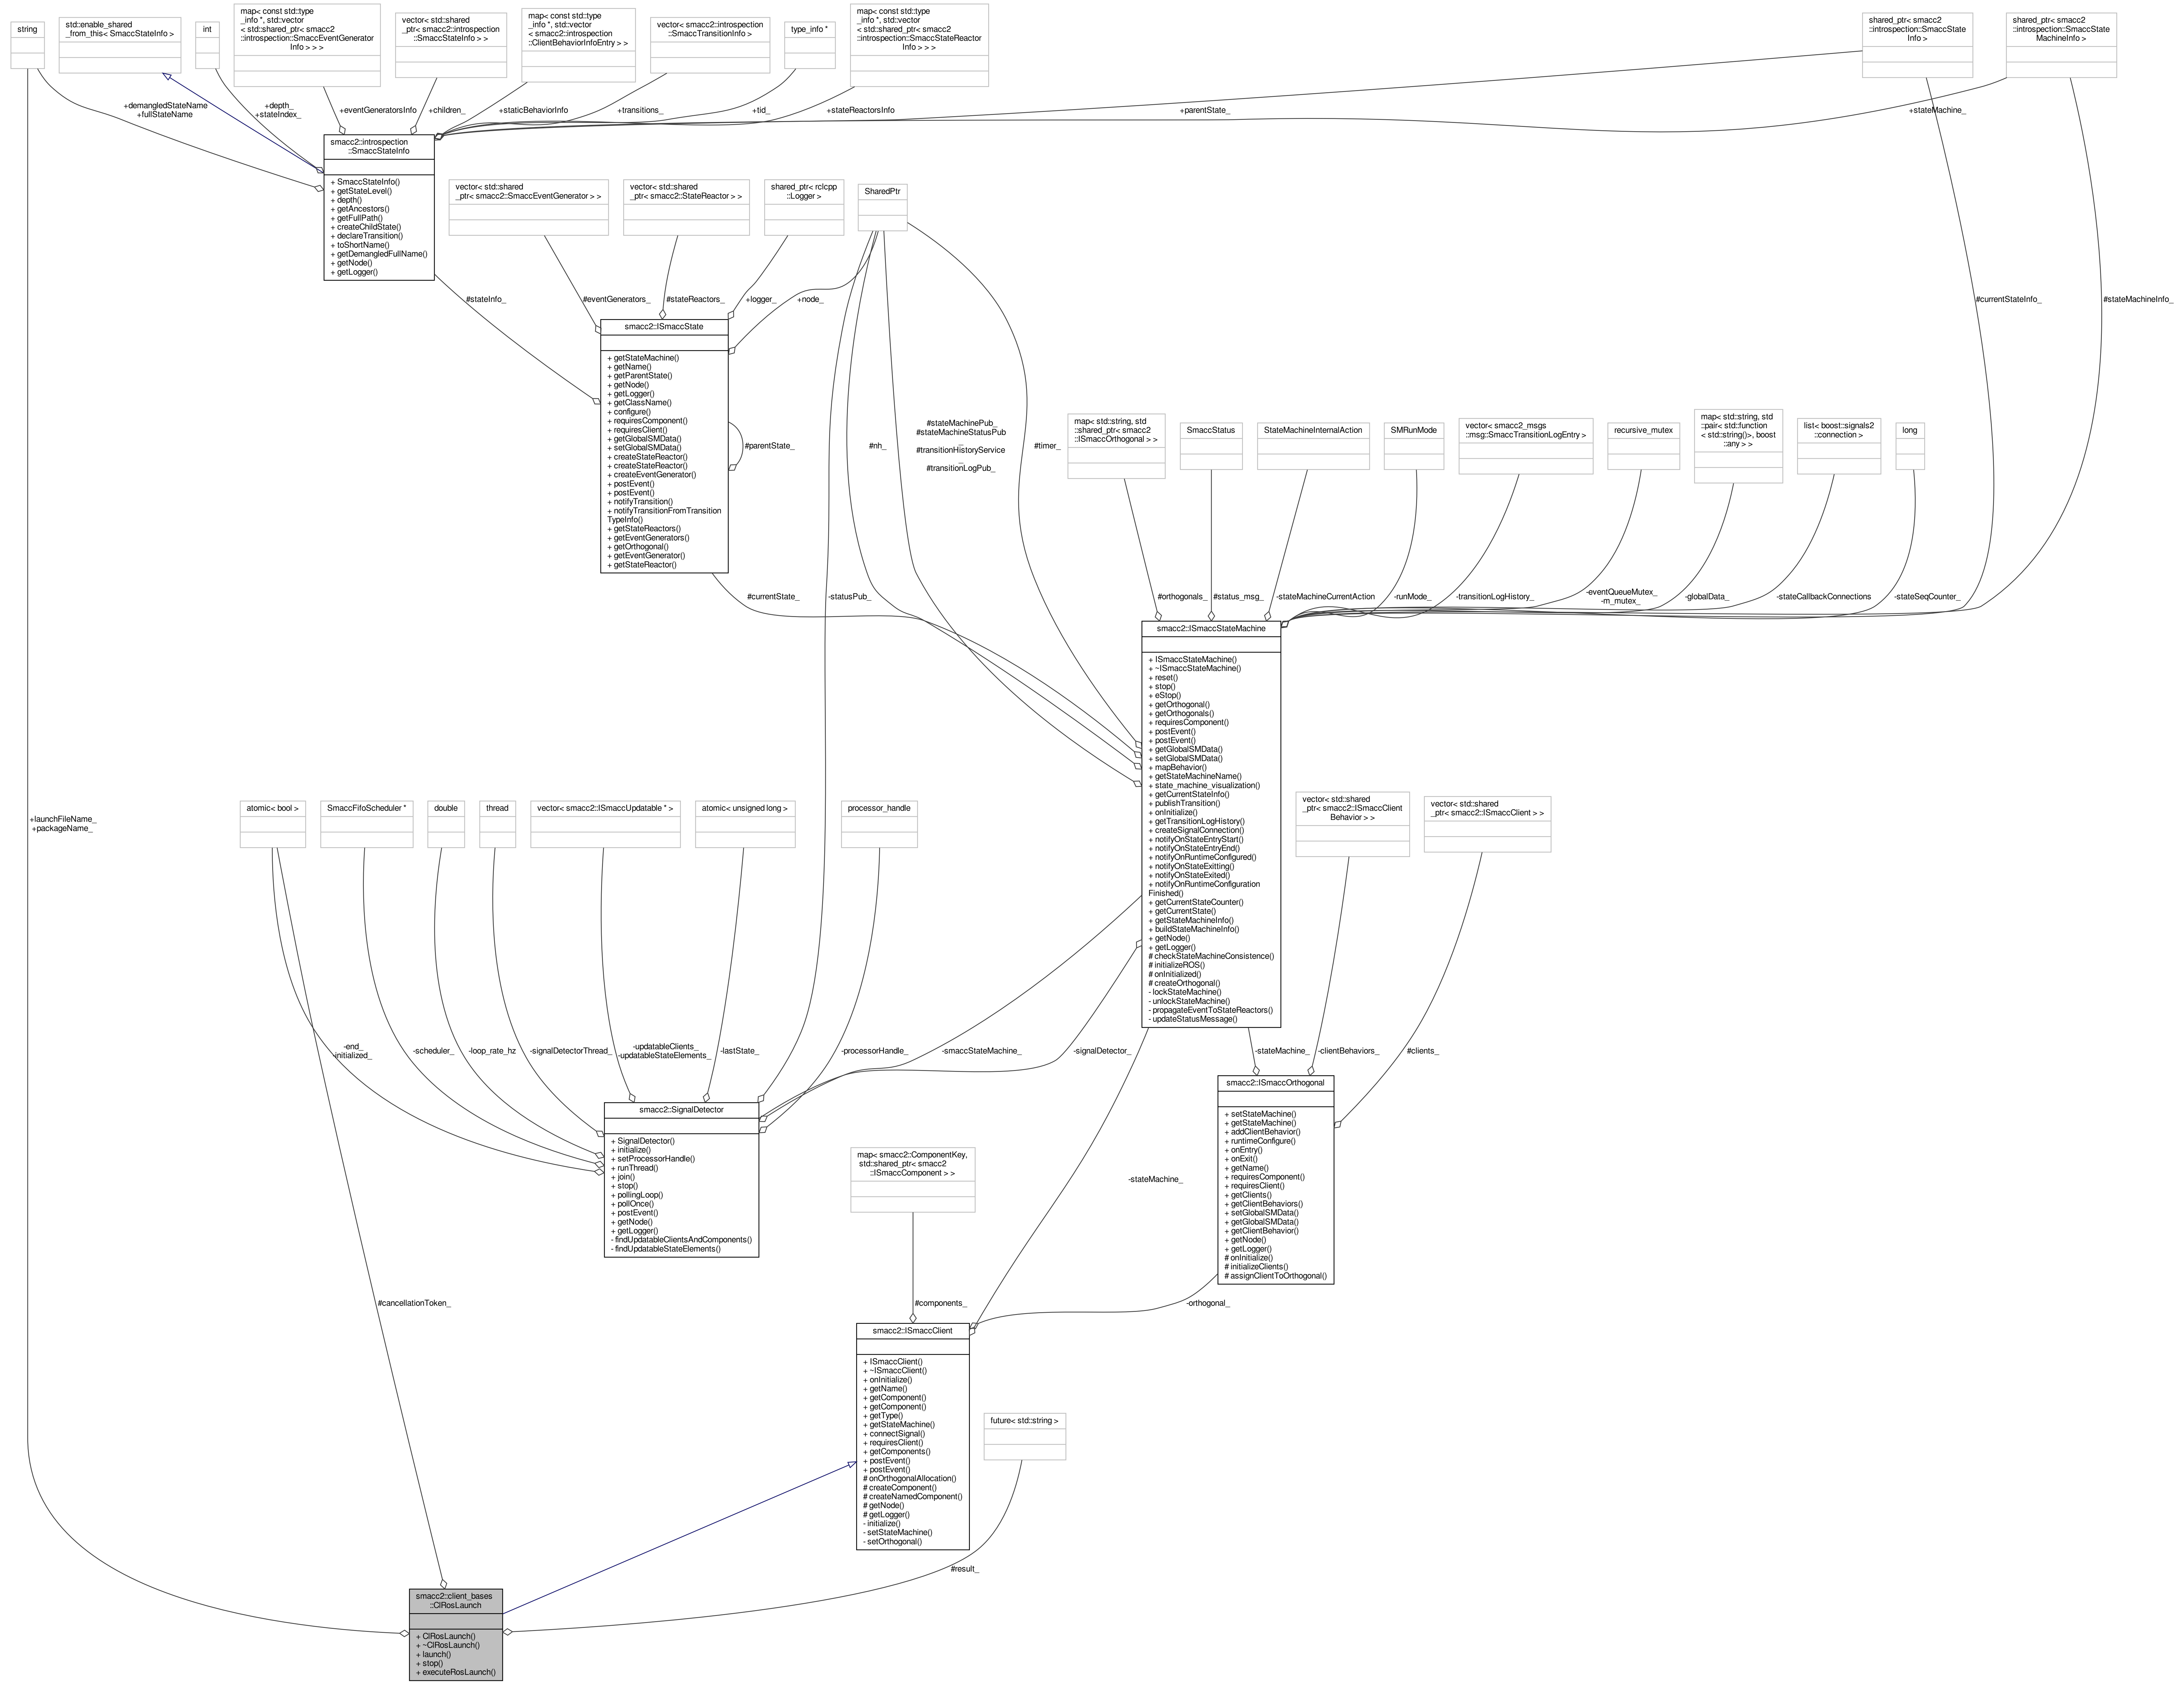 string
std::enable_shared
_from_this< SmaccStateInfo >
int
map< const std::type
_info *, std::vector
< std::shared_ptr< smacc2
::introspection::SmaccEventGenerator
Info > > >
vector< std::shared
_ptr< smacc2::introspection
::SmaccStateInfo > >
map< const std::type
_info *, std::vector
< smacc2::introspection
::ClientBehaviorInfoEntry > >
vector< smacc2::introspection
::SmaccTransitionInfo >
type_info *
map< const std::type
_info *, std::vector
< std::shared_ptr< smacc2
::introspection::SmaccStateReactor
Info > > >
shared_ptr< smacc2
::introspection::SmaccState
Info >
shared_ptr< smacc2
::introspection::SmaccState
MachineInfo >
+demangledStateName
+fullStateName
+depth_
+stateIndex_
+eventGeneratorsInfo
+children_
+staticBehaviorInfo
+transitions_
+tid_
+stateReactorsInfo
+parentState_
+stateMachine_
smacc2::introspection
::SmaccStateInfo
+ SmaccStateInfo()
+ getStateLevel()
+ depth()
+ getAncestors()
+ getFullPath()
+ createChildState()
+ declareTransition()
+ toShortName()
+ getDemangledFullName()
+ getNode()
+ getLogger()
vector< std::shared
_ptr< smacc2::SmaccEventGenerator > >
vector< std::shared
_ptr< smacc2::StateReactor > >
shared_ptr< rclcpp
::Logger >
SharedPtr
#stateInfo_
#eventGenerators_
#stateReactors_
+logger_
+node_
#currentStateInfo_
#stateMachineInfo_
smacc2::ISmaccState
+ getStateMachine()
+ getName()
+ getParentState()
+ getNode()
+ getLogger()
+ getClassName()
+ configure()
+ requiresComponent()
+ requiresClient()
+ getGlobalSMData()
+ setGlobalSMData()
+ createStateReactor()
+ createStateReactor()
+ createEventGenerator()
+ postEvent()
+ postEvent()
+ notifyTransition()
+ notifyTransitionFromTransition
TypeInfo()
+ getStateReactors()
+ getEventGenerators()
+ getOrthogonal()
+ getEventGenerator()
+ getStateReactor()
#parentState_
#nh_
#stateMachinePub_
#stateMachineStatusPub
_
#transitionHistoryService
_
#transitionLogPub_
#timer_
map< std::string, std
::shared_ptr< smacc2
::ISmaccOrthogonal > >
SmaccStatus
StateMachineInternalAction
SMRunMode
vector< smacc2_msgs
::msg::SmaccTransitionLogEntry >
recursive_mutex
map< std::string, std
::pair< std::function
< std::string()>, boost
::any > >
list< boost::signals2
::connection >
long
#currentState_
-statusPub_
#orthogonals_
#status_msg_
-stateMachineCurrentAction
-runMode_
-transitionLogHistory_
-eventQueueMutex_
-m_mutex_
-globalData_
-stateCallbackConnections
-stateSeqCounter_
smacc2::ISmaccStateMachine
+ ISmaccStateMachine()
+ ~ISmaccStateMachine()
+ reset()
+ stop()
+ eStop()
+ getOrthogonal()
+ getOrthogonals()
+ requiresComponent()
+ postEvent()
+ postEvent()
+ getGlobalSMData()
+ setGlobalSMData()
+ mapBehavior()
+ getStateMachineName()
+ state_machine_visualization()
+ getCurrentStateInfo()
+ publishTransition()
+ onInitialize()
+ getTransitionLogHistory()
+ createSignalConnection()
+ notifyOnStateEntryStart()
+ notifyOnStateEntryEnd()
+ notifyOnRuntimeConfigured()
+ notifyOnStateExitting()
+ notifyOnStateExited()
+ notifyOnRuntimeConfiguration
Finished()
+ getCurrentStateCounter()
+ getCurrentState()
+ getStateMachineInfo()
+ buildStateMachineInfo()
+ getNode()
+ getLogger()
# checkStateMachineConsistence()
# initializeROS()
# onInitialized()
# createOrthogonal()
- lockStateMachine()
- unlockStateMachine()
- propagateEventToStateReactors()
- updateStatusMessage()
+launchFileName_
+packageName_
atomic< bool >
SmaccFifoScheduler *
double
thread
vector< smacc2::ISmaccUpdatable * >
atomic< unsigned long >
processor_handle
vector< std::shared
_ptr< smacc2::ISmaccClient
Behavior > >
vector< std::shared
_ptr< smacc2::ISmaccClient > >
-end_
-initialized_
-scheduler_
-loop_rate_hz
-signalDetectorThread_
-updatableClients_
-updatableStateElements_
-lastState_
-processorHandle_
-smaccStateMachine_
-signalDetector_
-stateMachine_
-clientBehaviors_
#clients_
smacc2::SignalDetector
+ SignalDetector()
+ initialize()
+ setProcessorHandle()
+ runThread()
+ join()
+ stop()
+ pollingLoop()
+ pollOnce()
+ postEvent()
+ getNode()
+ getLogger()
- findUpdatableClientsAndComponents()
- findUpdatableStateElements()
smacc2::ISmaccOrthogonal
+ setStateMachine()
+ getStateMachine()
+ addClientBehavior()
+ runtimeConfigure()
+ onEntry()
+ onExit()
+ getName()
+ requiresComponent()
+ requiresClient()
+ getClients()
+ getClientBehaviors()
+ setGlobalSMData()
+ getGlobalSMData()
+ getClientBehavior()
+ getNode()
+ getLogger()
# onInitialize()
# initializeClients()
# assignClientToOrthogonal()
map< smacc2::ComponentKey,
std::shared_ptr< smacc2
::ISmaccComponent > >
-stateMachine_
#cancellationToken_
#components_
-orthogonal_
smacc2::ISmaccClient
+ ISmaccClient()
+ ~ISmaccClient()
+ onInitialize()
+ getName()
+ getComponent()
+ getComponent()
+ getType()
+ getStateMachine()
+ connectSignal()
+ requiresClient()
+ getComponents()
+ postEvent()
+ postEvent()
# onOrthogonalAllocation()
# createComponent()
# createNamedComponent()
# getNode()
# getLogger()
- initialize()
- setStateMachine()
- setOrthogonal()
future< std::string >
#result_
smacc2::client_bases
::ClRosLaunch
+ ClRosLaunch()
+ ~ClRosLaunch()
+ launch()
+ stop()
+ executeRosLaunch()